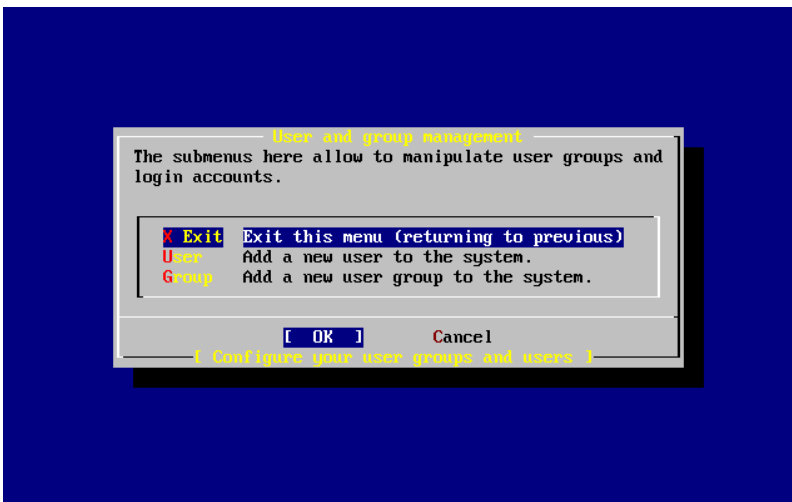 User and group management
The submenus here allow to manipulate user groups and
login accounts.
X Exit Exit this menu (returning to previous)
User Add a new user to the system.
Group Add a new user group to the system.
[ OK ] Cancel
[ Configure your user groups and users ]